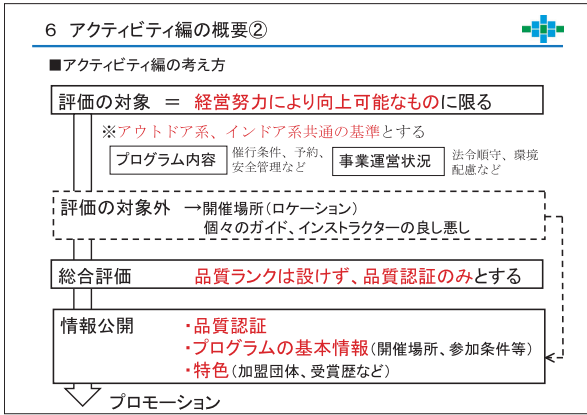 6 アクティビティ編の概要②
■アクティビティ編の考え方
評価の対象 = 経営努力により向上可能なものに限る
※アウトドア系、インドア系共通の基準とする
プログラム内容
催行条件、予約、
安全管理など
事業運営状況
法令順守、環境
配慮など
評価の対象外 →開催場所(ロケーション)
個々のガイド、インストラクターの良し悪し
総合評価 品質ランクは設けず、品質認証のみとする
情報公開 ・品質認証
・プログラムの基本情報(開催場所、参加条件等)
・特色(加盟団体、受賞歴など)
プロモーション